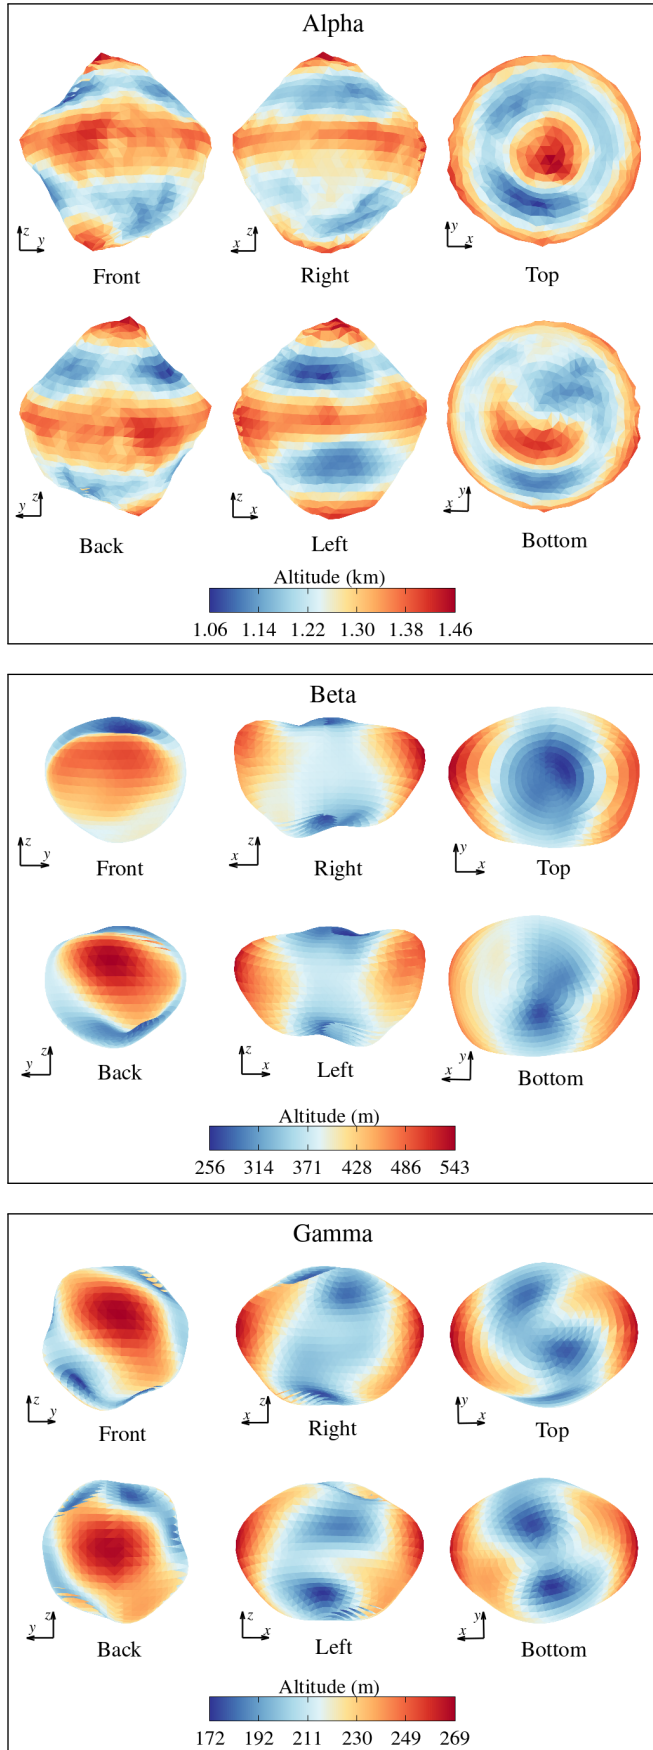 Alpha
z y
x z
y x
Front Right Top
y z
z x
x y
Back Left Bottom
Altitude (km)
1.06 1.14 1.22 1.30 1.38 1.46
Beta
z y
x z
y x
Front Right Top
y z
z x
x y
Back Left Bottom
Altitude (m)
256 314 371 428 486 543
Gamma
z y
x z
y x
Front Right Top
y z
z x
x y
Back Left Bottom
Altitude (m)
172 192 211 230 249 269